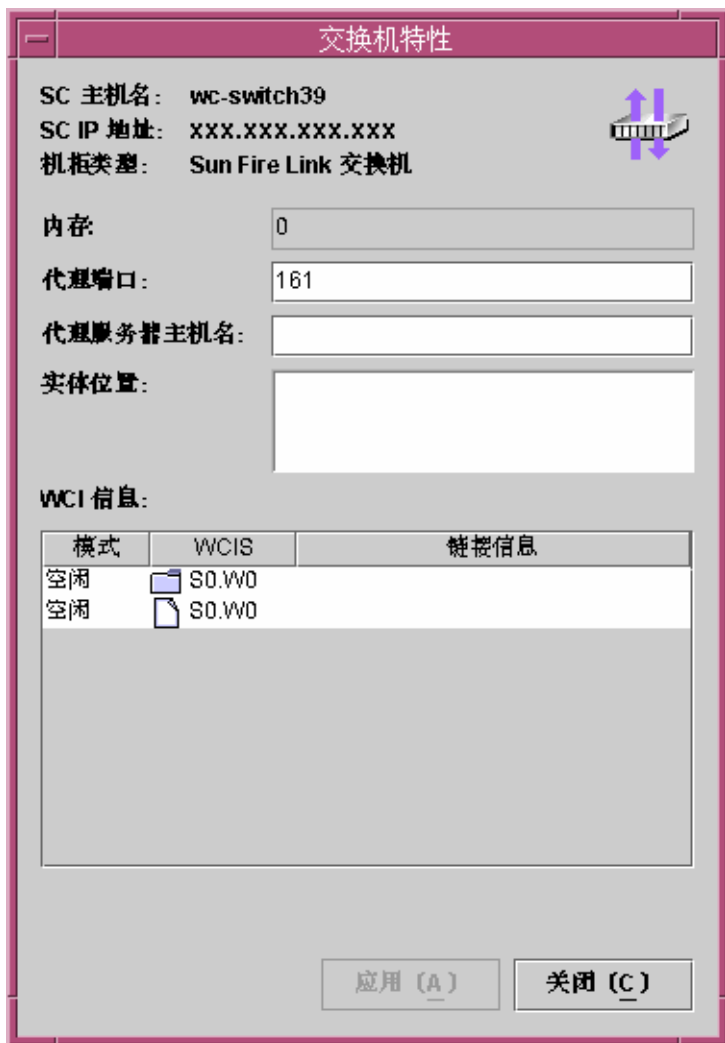 交换机特性
SC 主机名： wc-switch39
SC IP 地址： xxx.xxx.xxx.xxx
机柜类型： Sun Fire Link 交换机
内存: 0
代理端口： 161
代理服务器主机名：
实体位置：
WCI 信息：
模式 WCIS 链接信息
空闲 S0.W0
空闲 S0.W0
应用 (A) 关闭 (C)